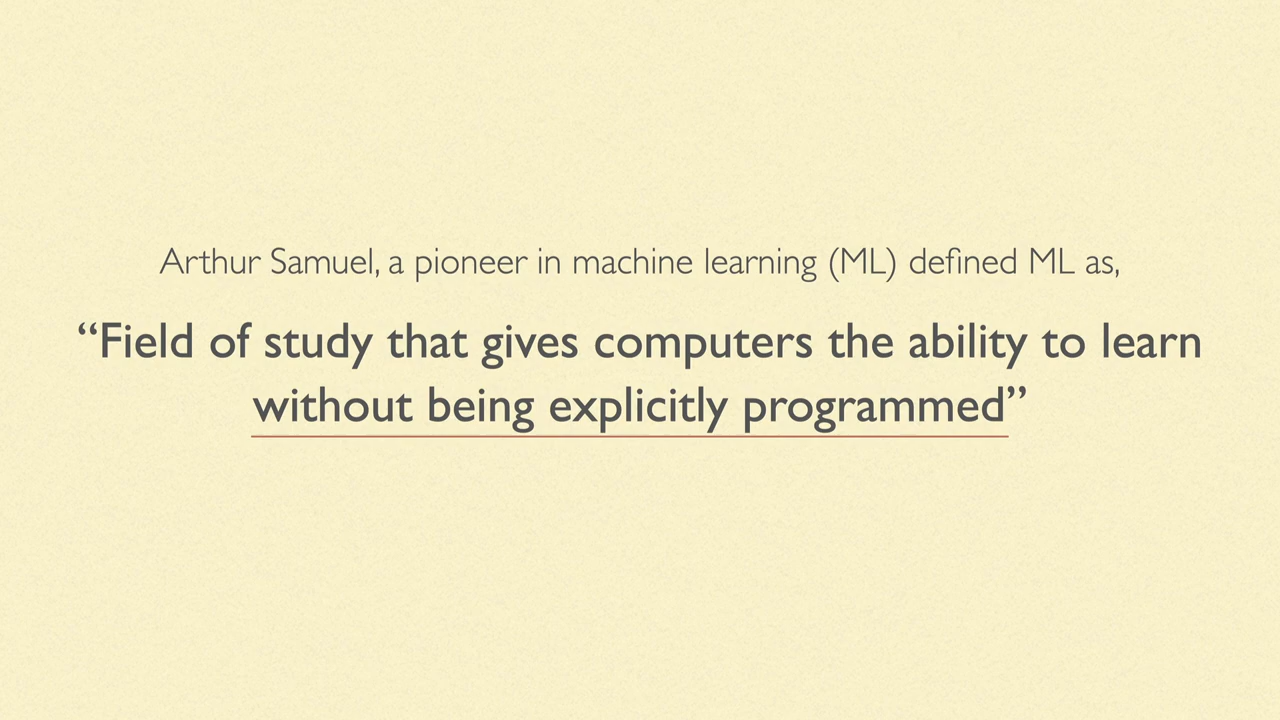 Arthur Samuel, a pioneer in machine learning (ML) defined ML as,
“Field of study that gives computers the ability to learn
without being explicitly programmed”